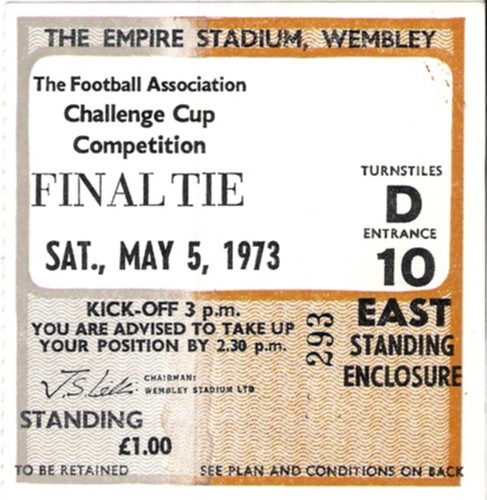 THE EMPIRE STADIUM, WEMBLEY
The Football Association
Challenge Cup
Competition
FINAL TIE
SAT., MAY 5, 1973
TURNSTILES
D
ENTRANCE
10
EAST
STANDING
ENCLOSURE
KICK-OFF 3 p.m.
YOU ARE ADVISED TO TAKE UP
YOUR POSITION BY 2.30 p.m.
293
CHAIRMAN:
WEMBLEY STADIUM LTD
STANDING
£1.00
TO BE RETAINED
SEE PLAN AND CONDITIONS ON BACK